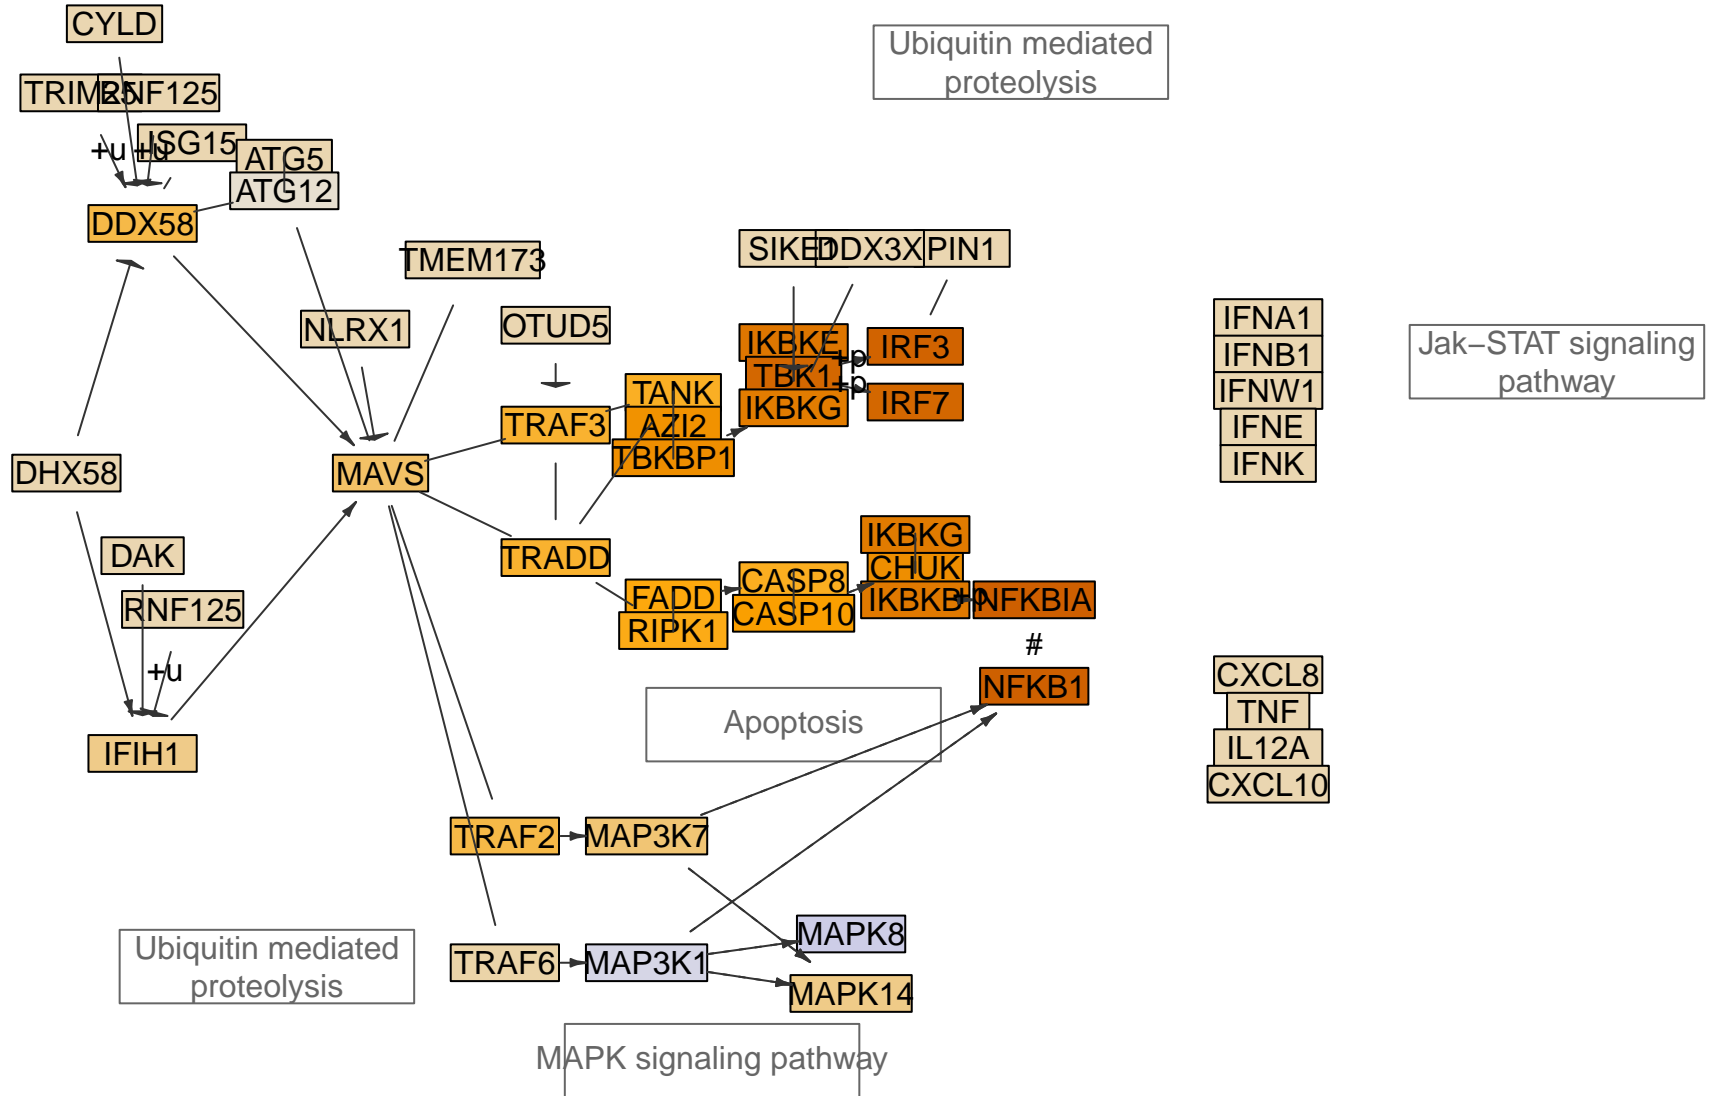 CYLD
Ubiquitin mediated
proteolysis
TRIM25
RNF125
ISG15
+u
+u
ATG5
ATG12
DDX58
TMEM173
SIKE1
DDX3X
PIN1
NLRX1
OTUD5
IFNA1
IFNB1
IFNW1
IFNE
IFNK
Jak–STAT signaling
pathway
IKBKE
TBK1
IKBKG
+p
+p
IRF3
IRF7
TANK
AZI2
TBKBP1
TRAF3
DHX58
MAVS
DAK
RNF125
+u
IFIH1
TRADD
FADD
RIPK1
CASP8
CASP10
IKBKG
CHUK
IKBKB
+p
NFKBIA
#
NFKB1
CXCL8
TNF
IL12A
CXCL10
Apoptosis
TRAF2
MAP3K7
TRAF6
MAP3K1
MAPK8
MAPK14
Ubiquitin mediated
proteolysis
MAPK signaling pathway